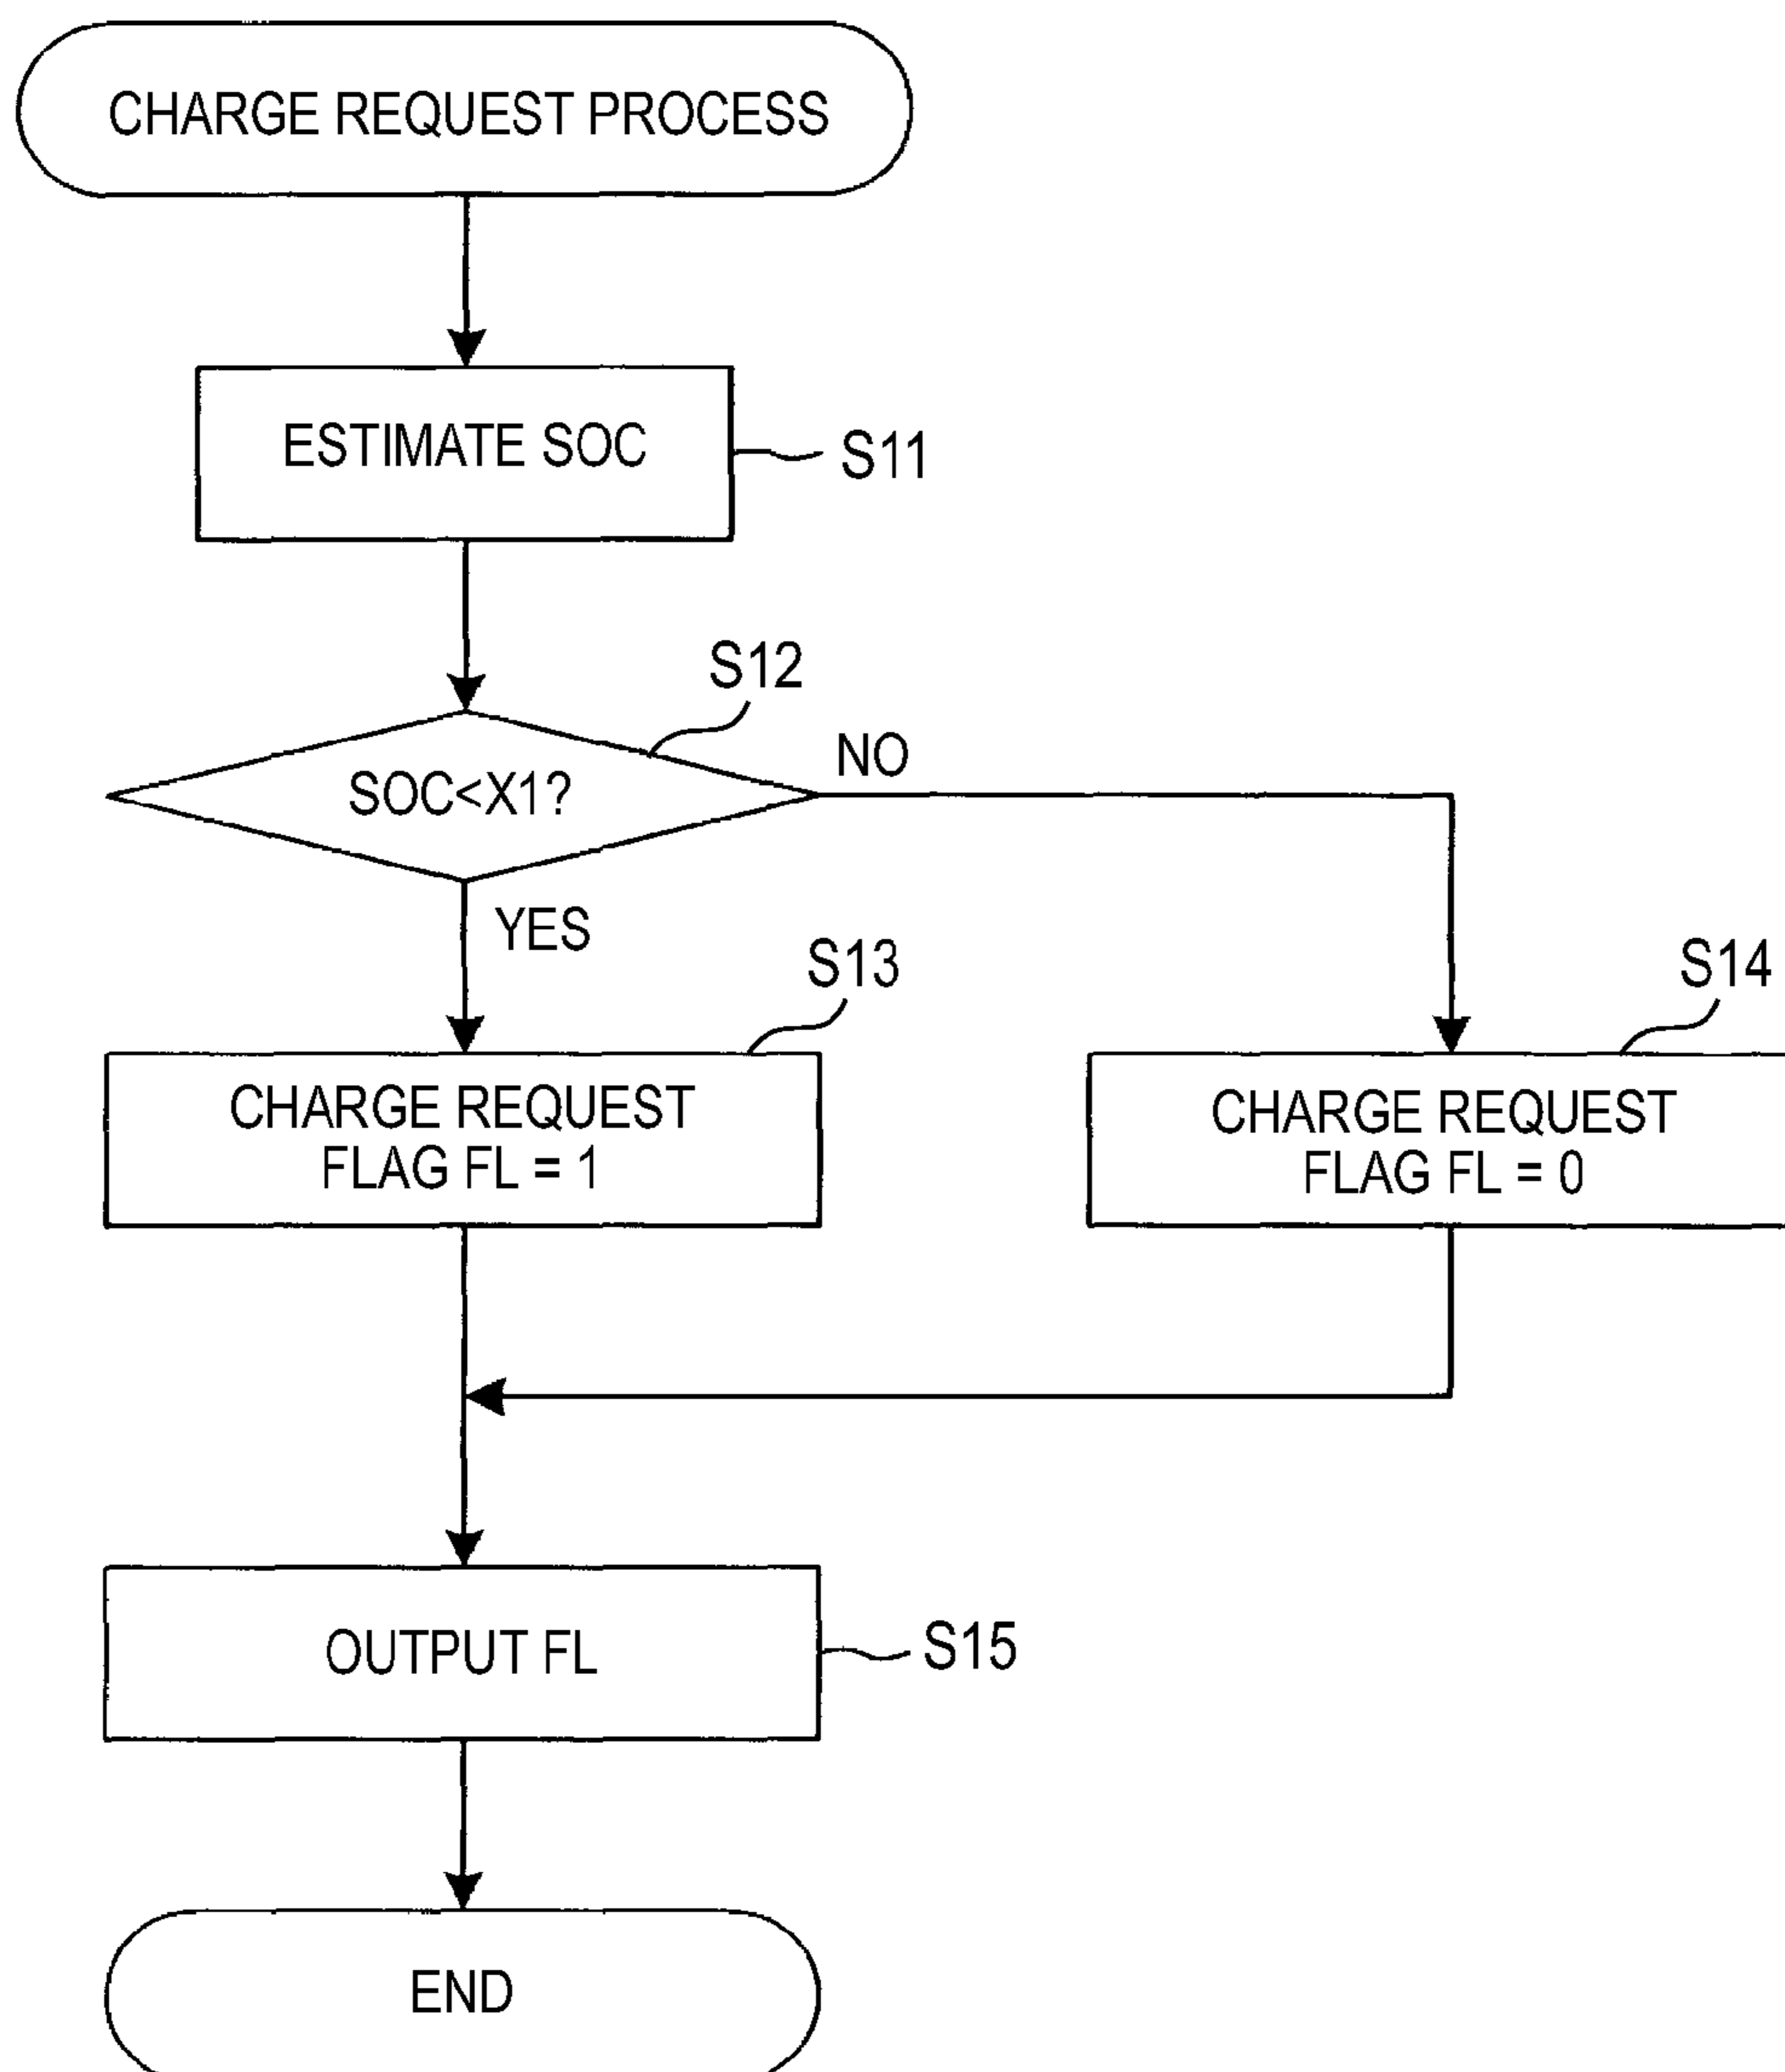 CHARGE REQUEST PROCESS
ESTIMATE SOC
S11
S12
SOC<X1?
NO
YES
S13
S14
CHARGE REQUEST
FLAG FL = 1
CHARGE REQUEST
FLAG FL = 0
OUTPUT FL
S15
END